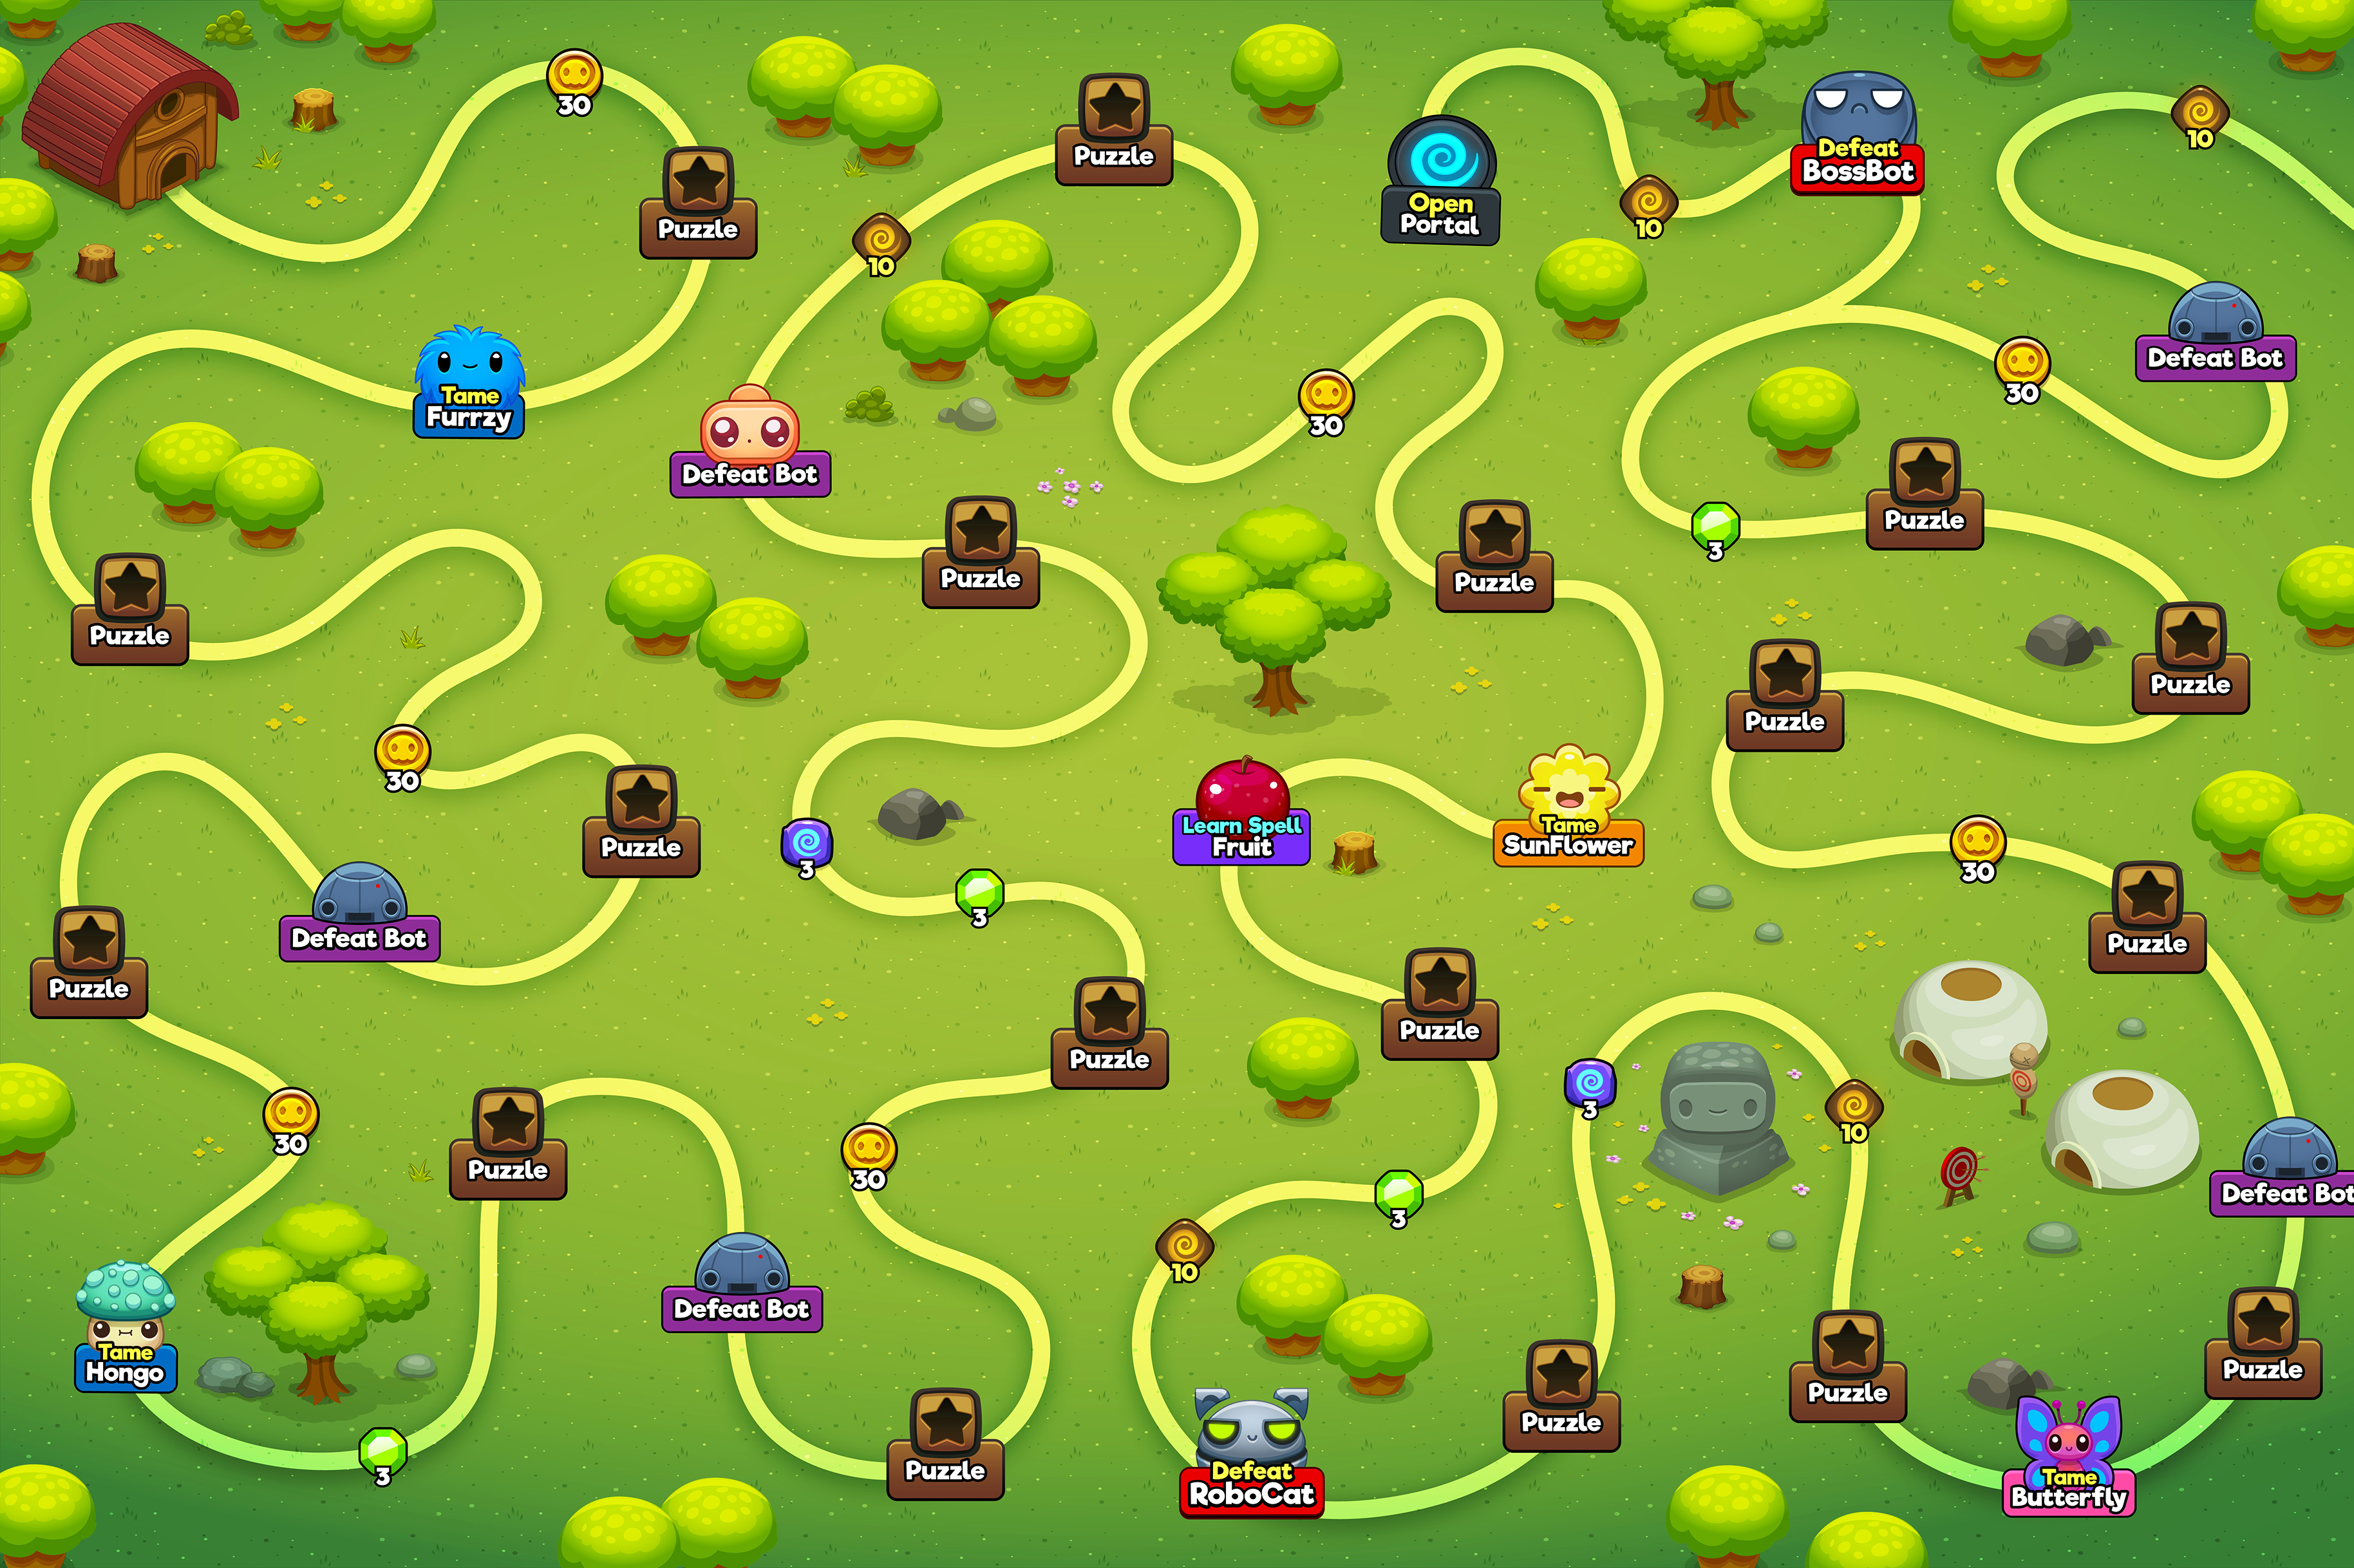 30
Puzzle
Open
Portal
10
Defeat
BossBot
10
Puzzle
10
Tame
Furrzy
Defeat Bot
30
30
Defeat Bot
Puzzle
Puzzle
Puzzle
3
Puzzle
Puzzle
Puzzle
Puzzle
30
Puzzle
3
3
Learn Spell
Fruit
Tame
SunFlower
30
Puzzle
Puzzle
Defeat Bot
Puzzle
Puzzle
30
Puzzle
30
3
10
Defeat Bot
3
10
Tame
Hongo
Defeat Bot
Puzzle
Puzzle
Puzzle
3
Puzzle
Defeat
RoboCat
Tame
Butterfly